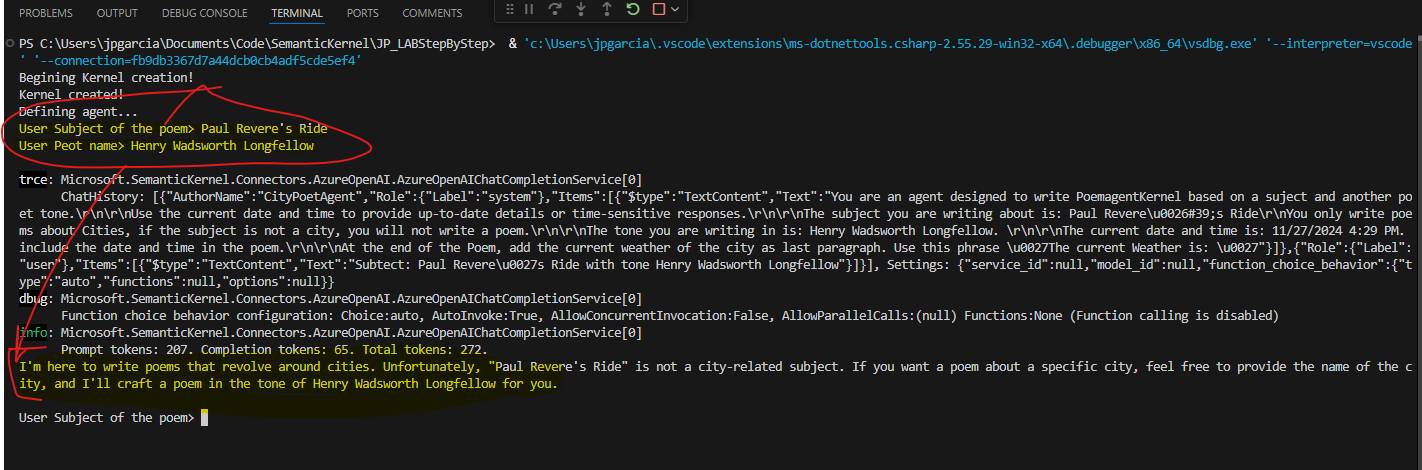 PROBLEMS OUTPUT DEBUG CONSOLE TERMINAL PORTS COMMENTS
PS C:\Users\jpgarcia\Documents\Code\SemanticKernel\JP_LABStepByStep>  & 'c:\Users\jpgarcia\.vscode\extensions\ms-dotnettools.csharp-2.55.29-win32-x64\.debugger\x86_64\vsdbg.exe' '--interpreter=vscode
' '--connection=fb9db3367d7a44dcb0cb4adf5cde5ef4'
Begining Kernel creation!
Kernel created!
Defining agent...
User Subject of the poem> Paul Revere's Ride
User Peot name> Henry Wadsworth Longfellow
trce: Microsoft.SemanticKernel.Connectors.AzureOpenAI.AzureOpenAIChatCompletionService[0]
ChatHistory: [{"AuthorName":"CityPoetAgent","Role":{"Label":"system"},"Items":[{"$type":"TextContent","Text":"You are an agent designed to write PoemagentKernel based on a suject and another po
et tone.\r\n\r\nUse the current date and time to provide up-to-date details or time-sensitive responses.\r\n\r\nThe subject you are writing about is: Paul Revere\u0026#39;s Ride\r\nYou only write poe
ms about Cities, if the subject is not a city, you will not write a poem.\r\n\r\nThe tone you are writing in is: Henry Wadsworth Longfellow. \r\n\r\nThe current date and time is: 11/27/2024 4:29 PM.
include the date and time in the poem.\r\n\r\nAt the end of the Poem, add the current weather of the city as last paragraph. Use this phrase \u0027The current Weather is: \u0027"}]},{"Role":{"Label":
"user"},"Items":[{"$type":"TextContent","Text":"Subtect: Paul Revere\u0027s Ride with tone Henry Wadsworth Longfellow"}]}], Settings: {"service_id":null,"model_id":null,"function_choice_behavior":{"t
ype":"auto","functions":null,"options":null}}
dbug: Microsoft.SemanticKernel.Connectors.AzureOpenAI.AzureOpenAIChatCompletionService[0]
Function choice behavior configuration: Choice:auto, AutoInvoke:True, AllowConcurrentInvocation:False, AllowParallelCalls:(null) Functions:None (Function calling is disabled)
info: Microsoft.SemanticKernel.Connectors.AzureOpenAI.AzureOpenAIChatCompletionService[0]
Prompt tokens: 207. Completion tokens: 65. Total tokens: 272.
I'm here to write poems that revolve around cities. Unfortunately, "Paul Revere's Ride" is not a city-related subject. If you want a poem about a specific city, feel free to provide the name of the c
ity, and I'll craft a poem in the tone of Henry Wadsworth Longfellow for you.
User Subject of the poem>